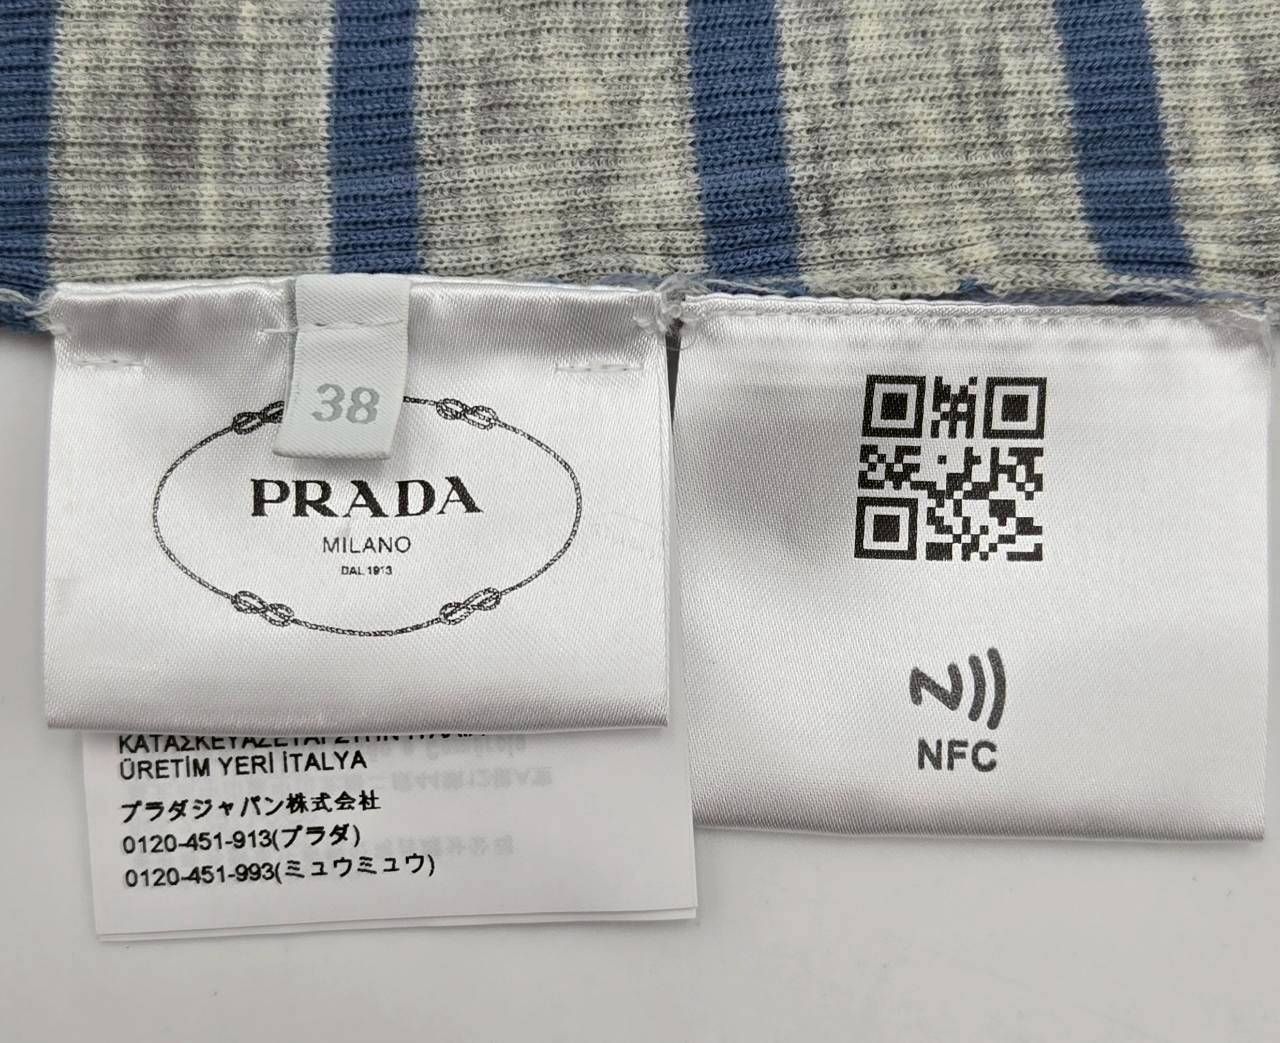 38
PRADA
MILANO
DAL 1913
NFC
ÜRETİM YERİ İTALYA
プラダジャパン株式会社
0120-451-913(プラダ)
0120-451-993(ミュウミュウ)